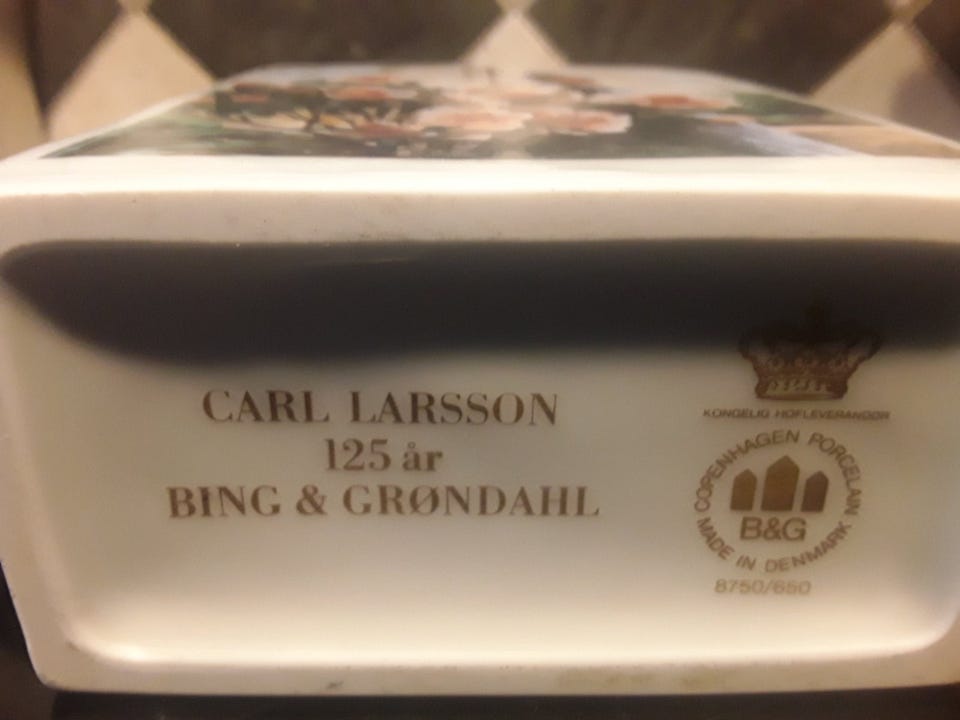 CARL LARSSON
125 år
BING & GRØNDAHL
KONGELIG HOFLEVERANDØR
COPENHAGEN PORCELAIN
B&G
MADE IN DENMARK
8750/650